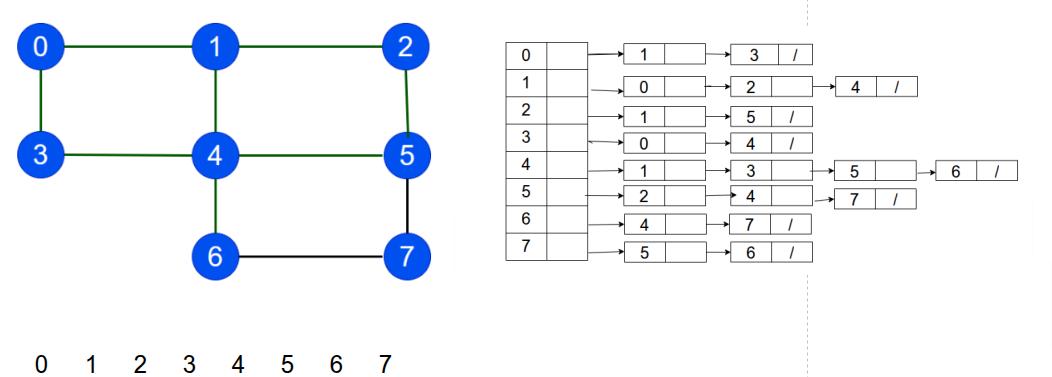 0 1 2
3 4 5
6 7
0 1 2 3 4 5 6 7
0 1 3 /
1 0 2 4 /
2 1 5 /
3 0 4 /
4 1 3 5 6 /
5 2 4 7 /
6 4 7 /
7 5 6 /